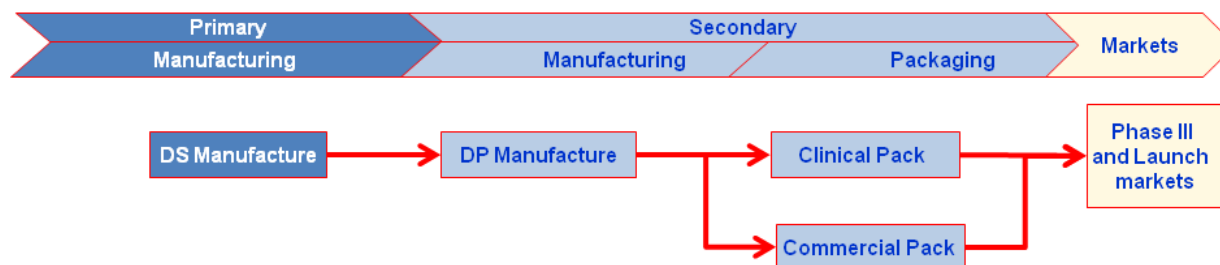 Primary
Secondary
Markets
Manufacturing
Manufacturing
Packaging
DS Manufacture
DP Manufacture
Clinical Pack
Phase III
and Launch
markets
Commercial Pack